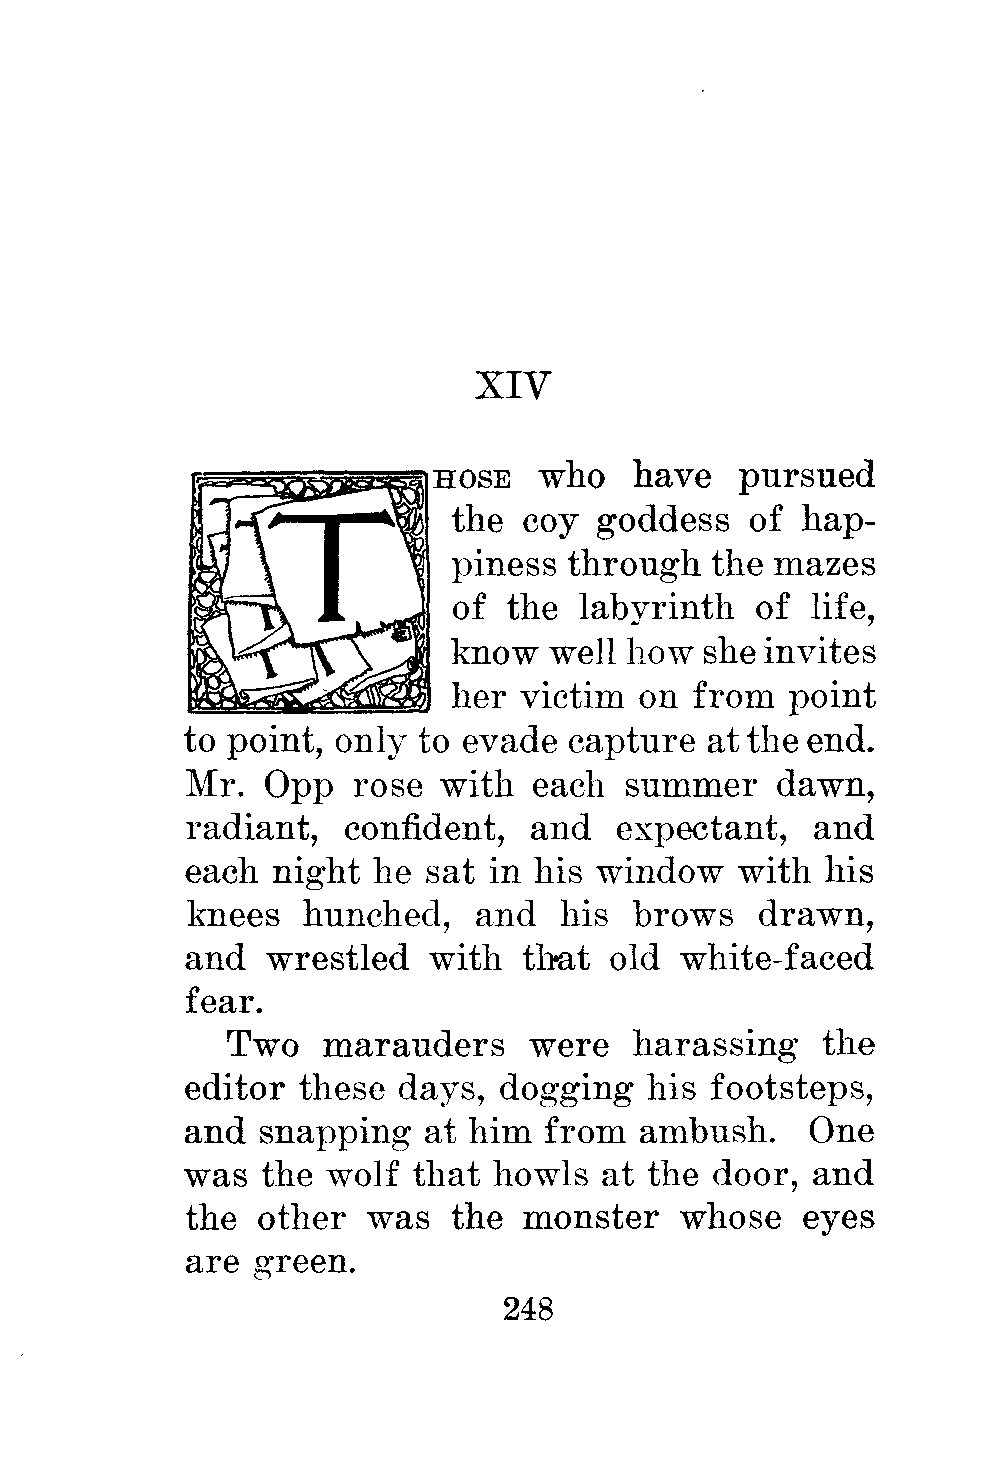 XIV
THOSE who have pursued
the coy goddess of hap-
piness through the mazes
of the labyrinth of life,
know well how she invites
her victim on from point
to point, only to evade capture at the end.
Mr. Opp rose with each summer dawn,
radiant, confident, and expectant, and
each night he sat in his window with his
knees hunched, and his brows drawn,
and wrestled with that old white-faced
fear.
Two marauders were harassing the
editor these days, dogging his footsteps,
and snapping at him from ambush. One
was the wolf that howls at the door, and
the other was the monster whose eyes
are green.
248